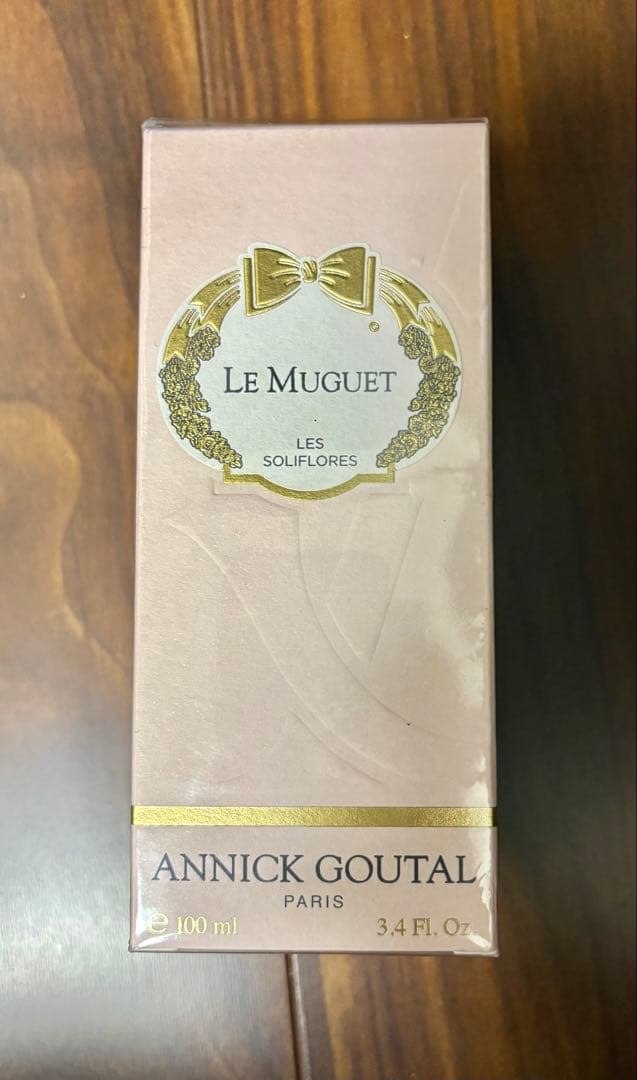 LE MUGUET
LES
SOLIFLORES
ANNICK GOUTAL
PARIS
℮ 100 ml
3.4 Fl. Oz.